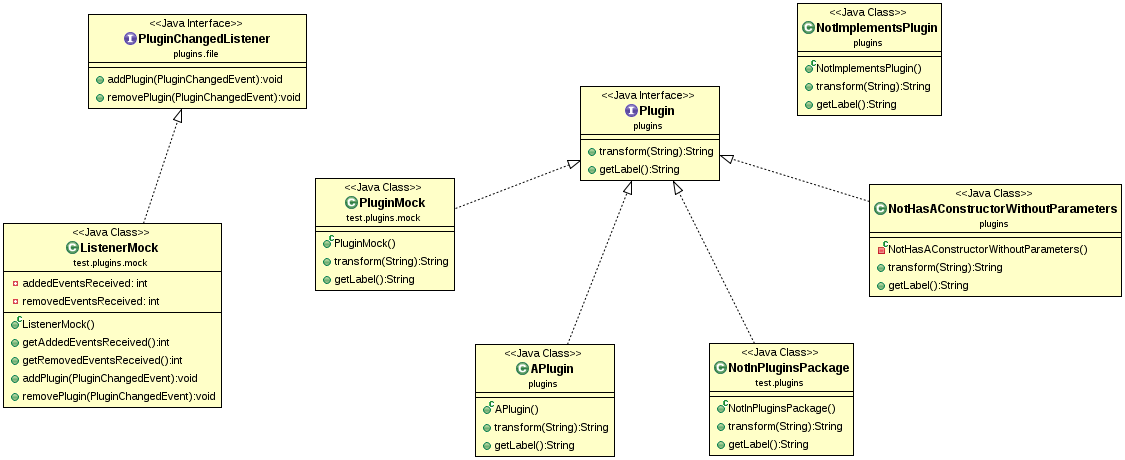 <<Java Interface>>
PluginChangedListener
plugins.file
addPlugin(PluginChangedEvent):void
removePlugin(PluginChangedEvent):void
<<Java Class>>
NotImplementsPlugin
plugins
NotImplementsPlugin()
transform(String):String
getLabel():String
<<Java Interface>>
Plugin
plugins
transform(String):String
getLabel():String
<<Java Class>>
PluginMock
test.plugins.mock
PluginMock()
transform(String):String
getLabel():String
<<Java Class>>
NotHasAConstructorWithoutParameters
plugins
NotHasAConstructorWithoutParameters()
transform(String):String
getLabel():String
<<Java Class>>
ListenerMock
test.plugins.mock
addedEventsReceived: int
removedEventsReceived: int
ListenerMock()
getAddedEventsReceived():int
getRemovedEventsReceived():int
addPlugin(PluginChangedEvent):void
removePlugin(PluginChangedEvent):void
<<Java Class>>
APlugin
plugins
APlugin()
transform(String):String
getLabel():String
<<Java Class>>
NotInPluginsPackage
test.plugins
NotInPluginsPackage()
transform(String):String
getLabel():String